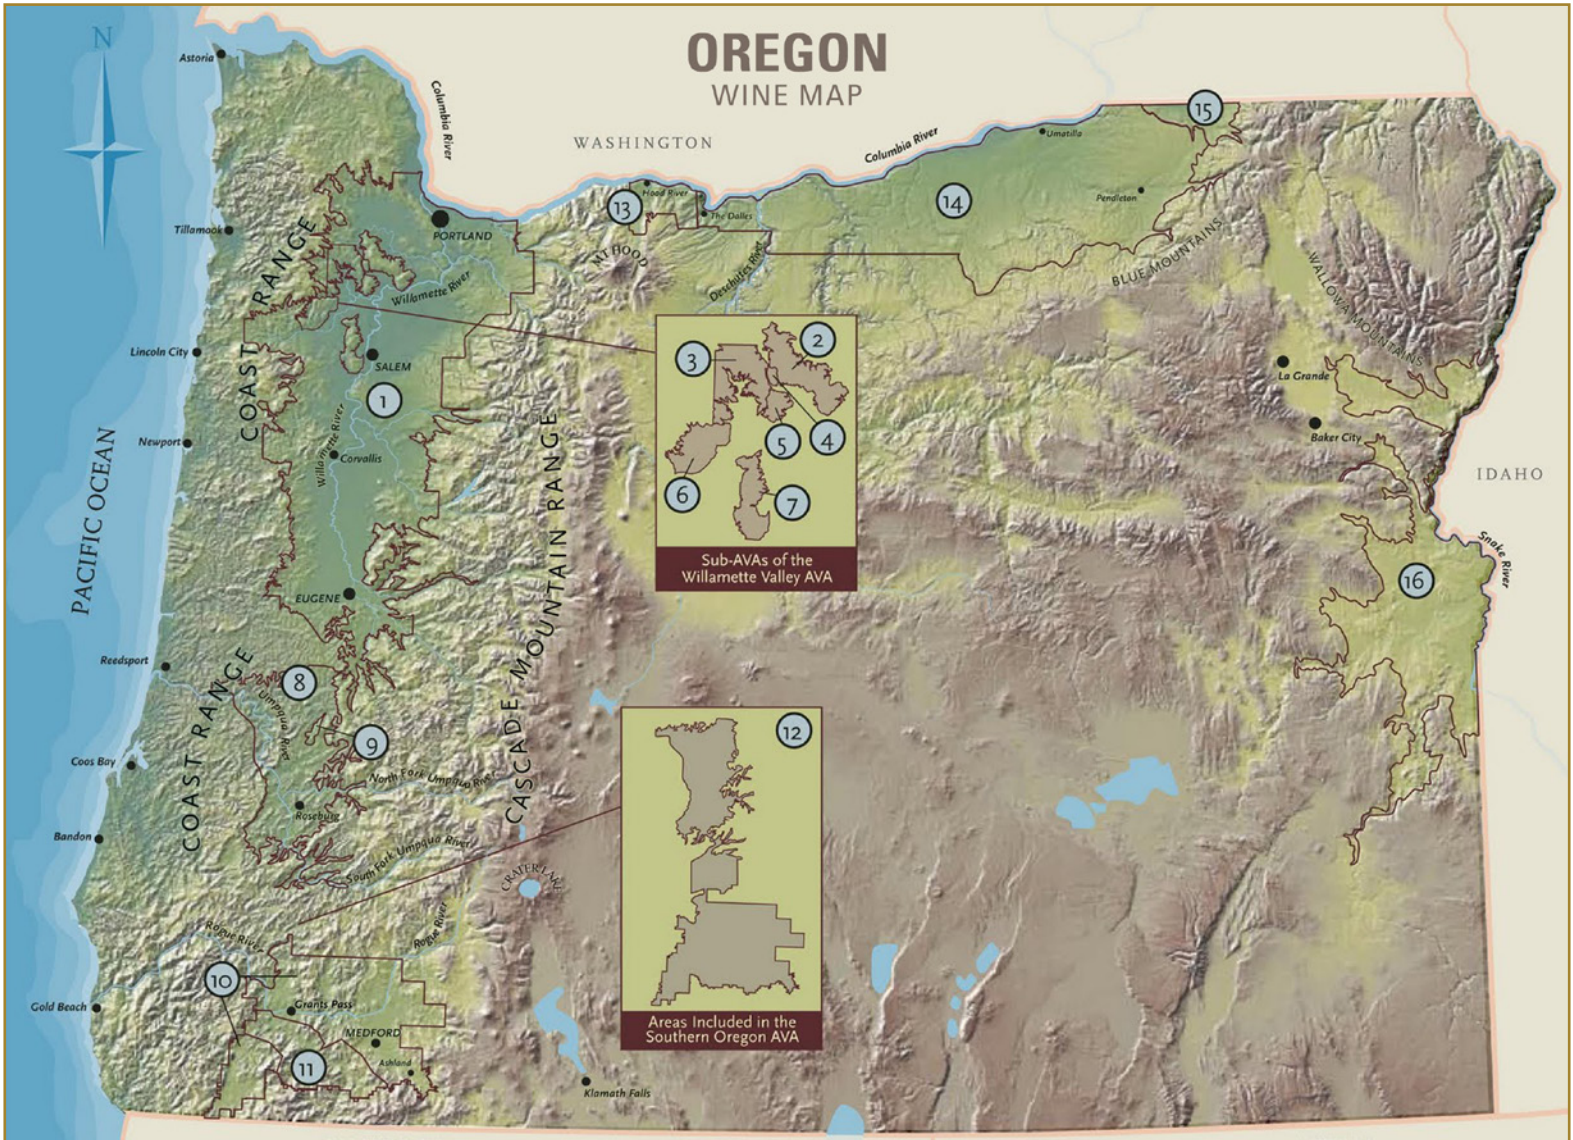 OREGON
WINE MAP
N
Astoria
Columbia River
WASHINGTON
Columbia River
Umatilla
15
Hood River
13
The Dalles
14
Pendleton
Tillamook
PORTLAND
COAST RANGE
MT HOOD
Deschutes River
BLUE MOUNTAINS
WALLOWA MOUNTAINS
Willamette River
Lincoln City
SALEM
1
3
2
5
4
6
7
Sub-AVAs of the
Willamette Valley AVA
La Grande
Baker City
IDAHO
Newport
Willamette River
Corvallis
PACIFIC OCEAN
CASCADE MOUNTAIN RANGE
Snake River
16
EUGENE
Reedsport
8
Umpqua River
9
COAST RANGE
Coos Bay
North Fork Umpqua River
Roseburg
Bandon
South Fork Umpqua River
CRATER LAKE
12
Areas Included in the
Southern Oregon AVA
Rogue River
Rogue River
10
Gold Beach
Grants Pass
MEDFORD
11
Ashland
Klamath Falls